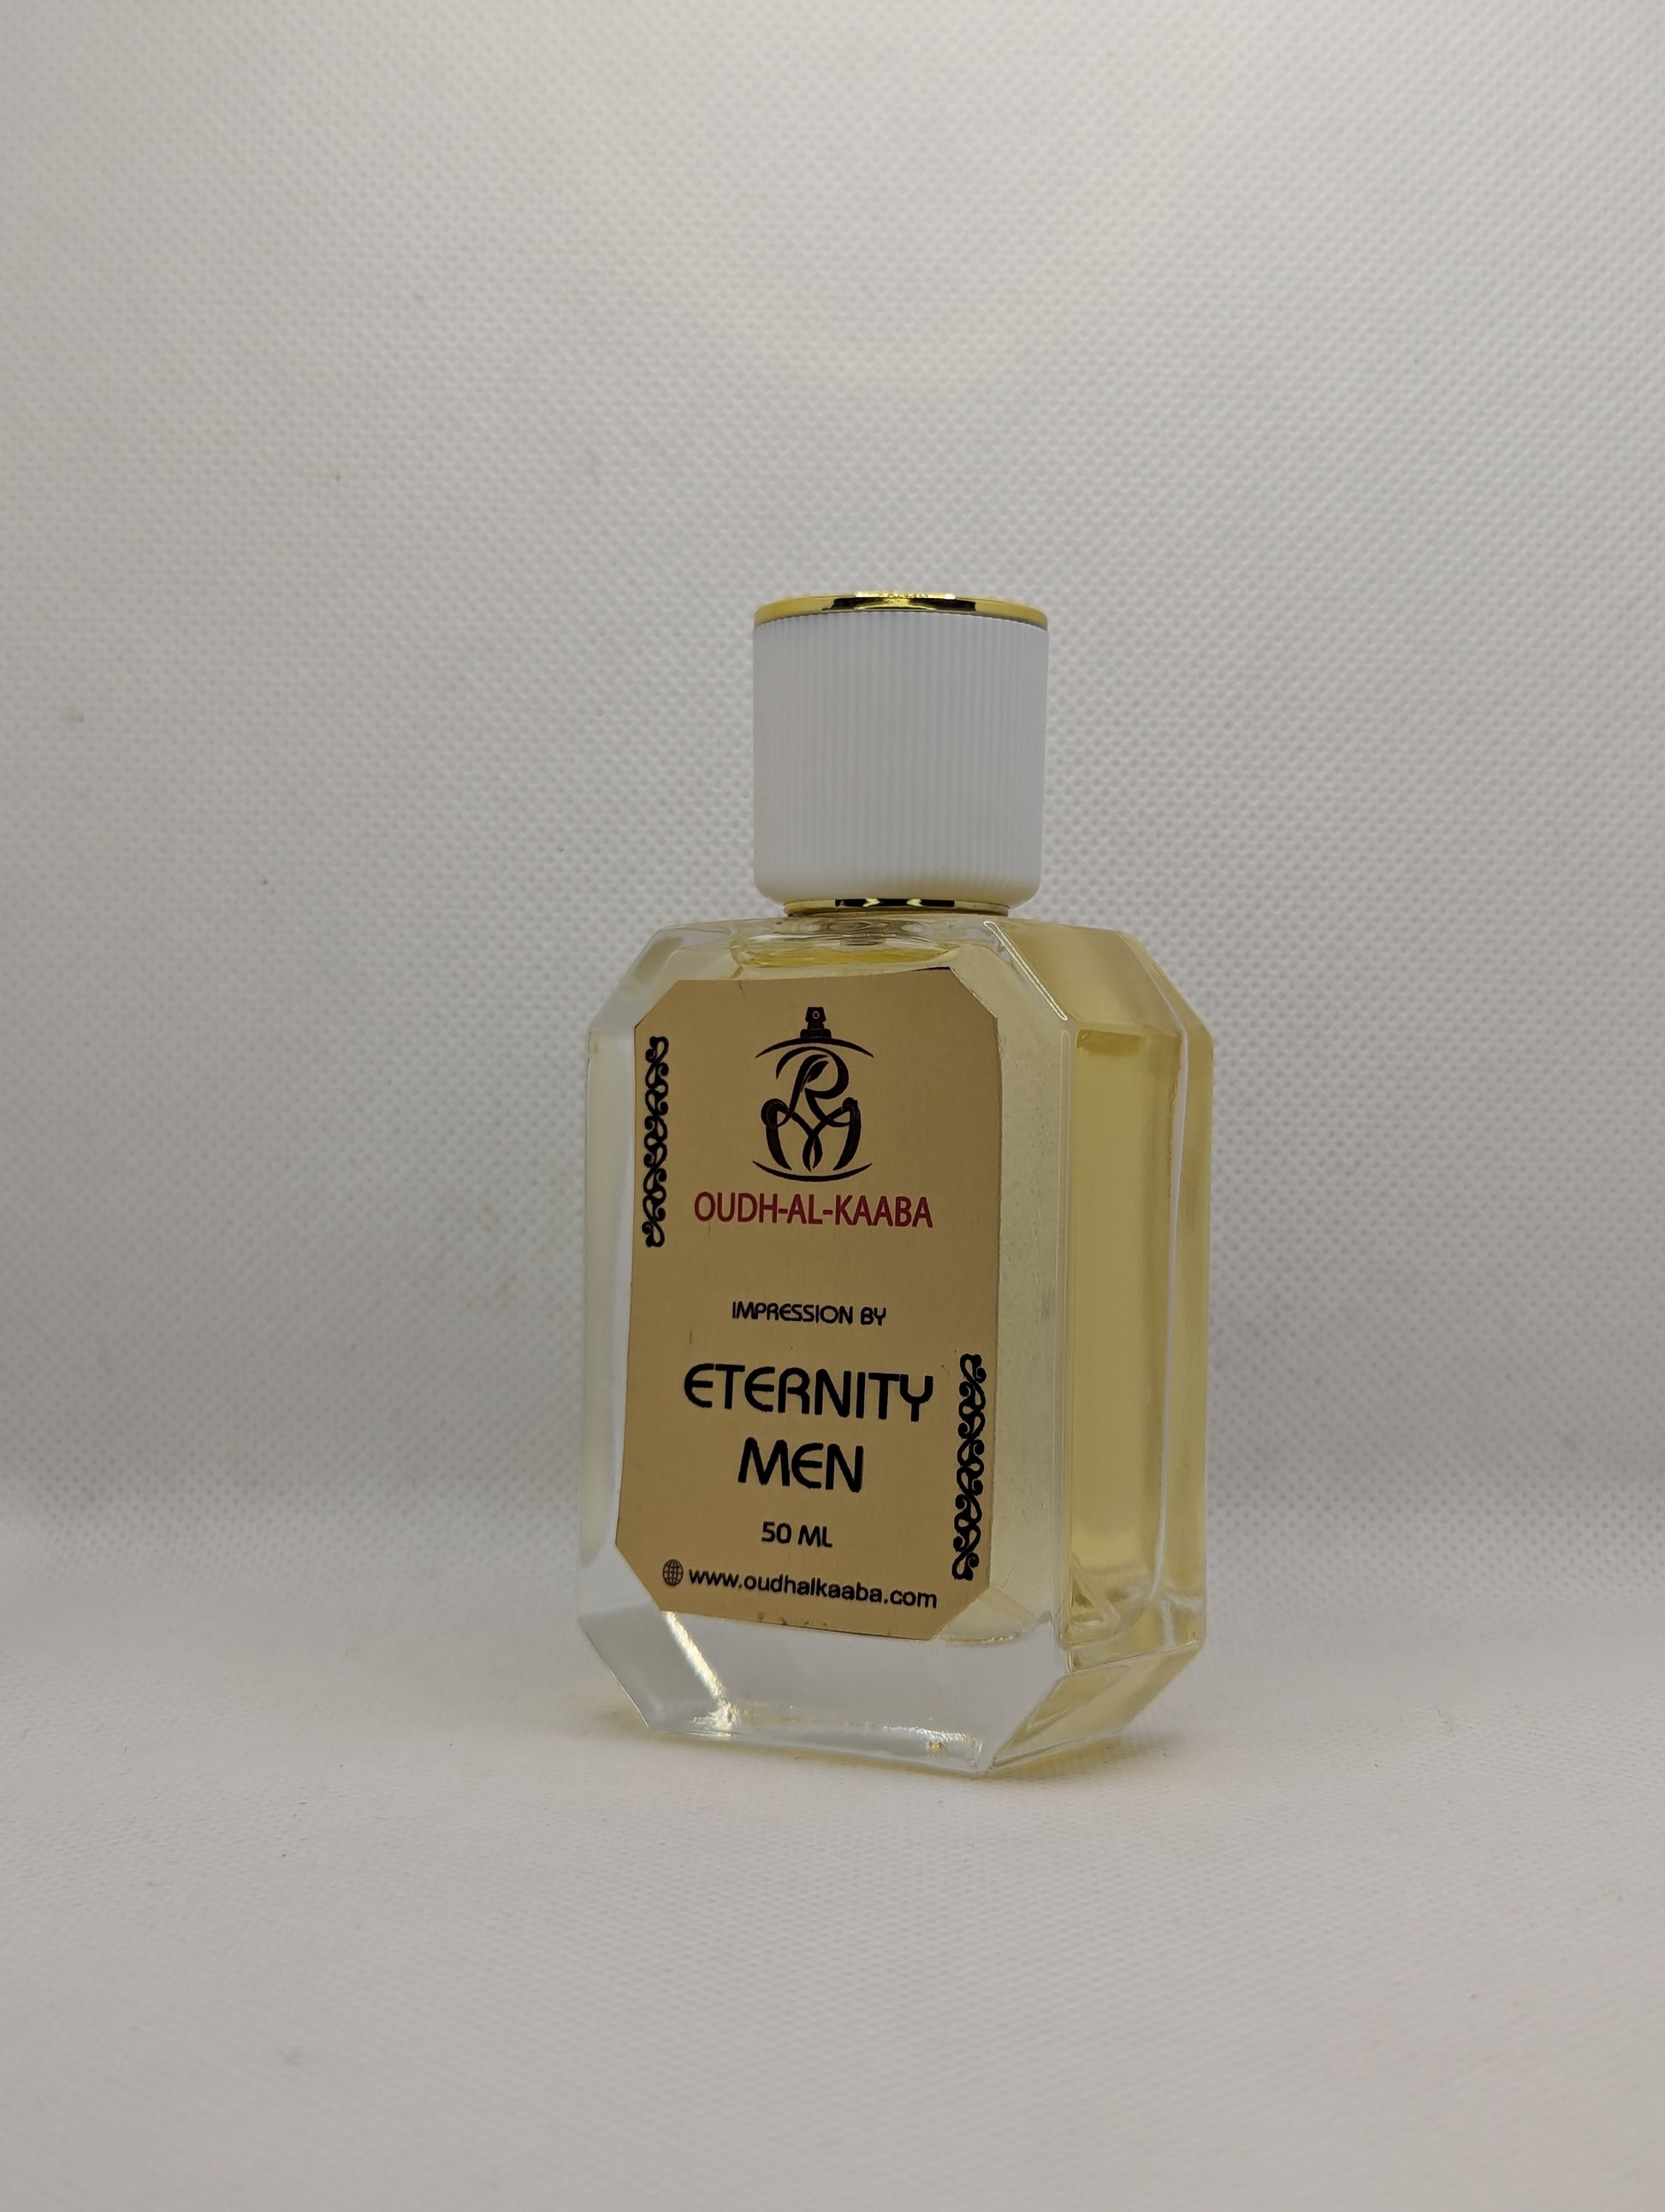 OUDH-AL-KAABA
IMPRESSION BY
ETERNITY
MEN
50 ML
www.oudhalkaaba.com